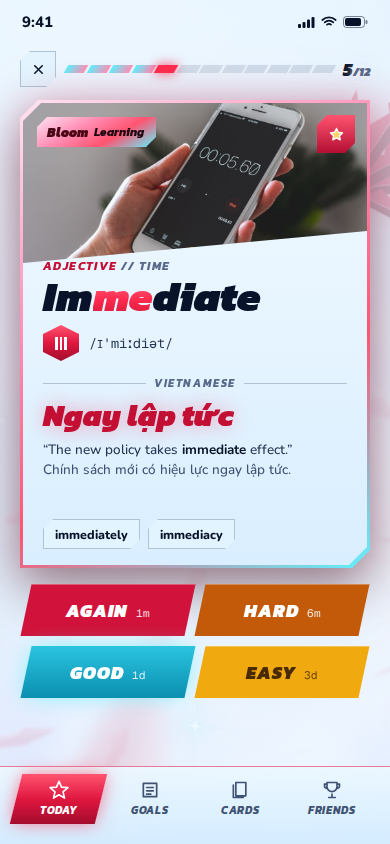 9:41
5/12
Bloom Learning
00:05.60
ADJECTIVE // TIME
Immediate
/ɪˈmiːdiət/
VIETNAMESE
Ngay lập tức
“The new policy takes immediate effect.”
Chính sách mới có hiệu lực ngay lập tức.
immediately immediacy
AGAIN 1m HARD 6m
GOOD 1d EASY 3d
TODAY GOALS CARDS FRIENDS